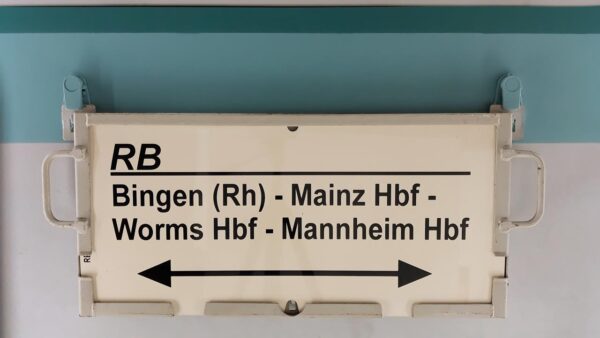 RB
Bingen (Rh) - Mainz Hbf -
Worms Hbf - Mannheim Hbf